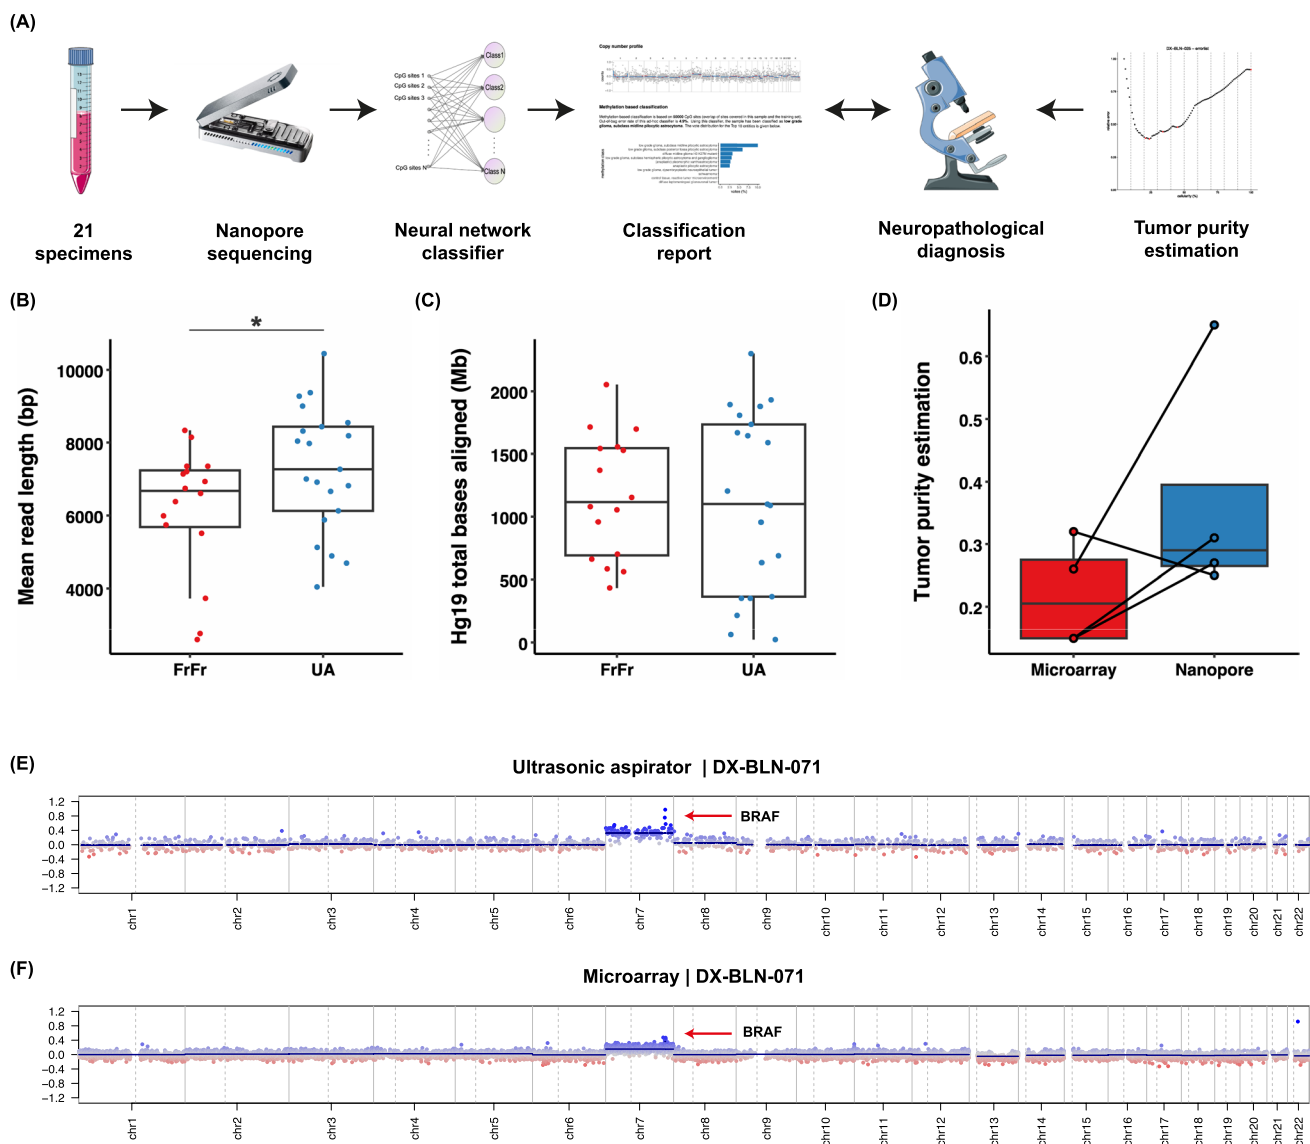 (A)
CpG sites 1
CpG sites 2
CpG sites 3
CpG sites N
Class1
Class2
Class N
Copy number profile
Methylation based classification
cellularity (%)
21
specimens
Nanopore
sequencing
Neural network
classifier
Classification
report
Neuropathological
diagnosis
Tumor purity
estimation
(B)
*
Mean read length (bp)
10000
8000
6000
4000
FrFr
UA
(C)
Hg19 total bases aligned (Mb)
2000
1500
1000
500
0
FrFr
UA
(D)
Tumor purity estimation
0.6
0.5
0.4
0.3
0.2
Microarray
Nanopore
(E)
Ultrasonic aspirator | DX-BLN-071
1.2
0.8
0.4
0.0
−0.4
−0.8
−1.2
BRAF
chr1
chr2
chr3
chr4
chr5
chr6
chr7
chr8
chr9
chr10
chr11
chr12
chr13
chr14
chr15
chr16
chr17
chr18
chr19
chr20
chr21
chr22
(F)
Microarray | DX-BLN-071
1.2
0.8
0.4
0.0
−0.4
−0.8
−1.2
BRAF
chr1
chr2
chr3
chr4
chr5
chr6
chr7
chr8
chr9
chr10
chr11
chr12
chr13
chr14
chr15
chr16
chr17
chr18
chr19
chr20
chr21
chr22